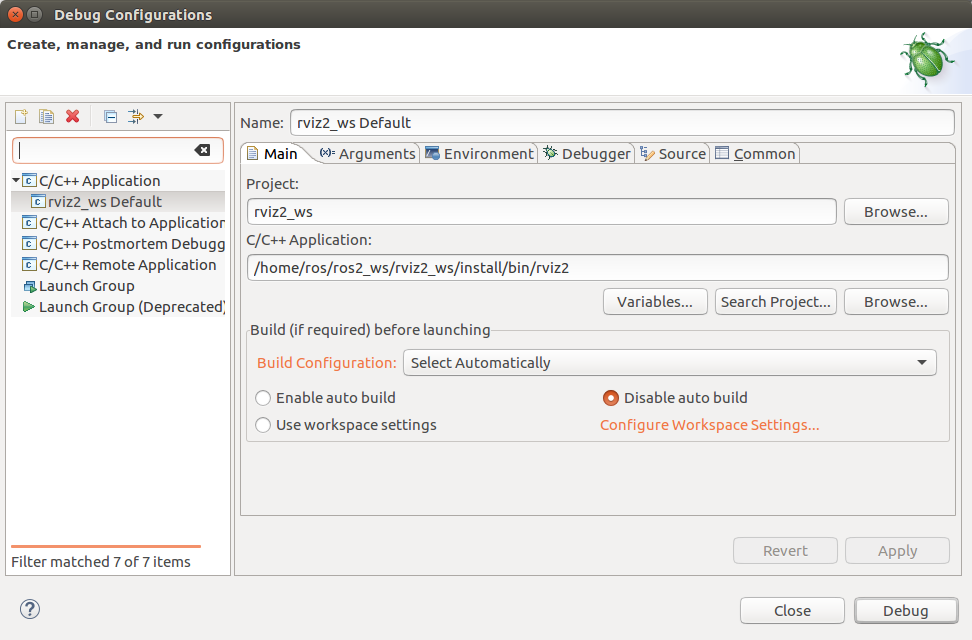 Debug Configurations
Create, manage, and run configurations
Name: rviz2_ws Default
Main (x)= Arguments Environment Debugger Source Common
C/C++ Application
rviz2_ws Default
C/C++ Attach to Application
C/C++ Postmortem Debugg
C/C++ Remote Application
Launch Group
Launch Group (Deprecated)
Filter matched 7 of 7 items
Project:
rviz2_ws
Browse...
C/C++ Application:
/home/ros/ros2_ws/rviz2_ws/install/bin/rviz2
Variables... Search Project... Browse...
Build (if required) before launching
Build Configuration: Select Automatically
Enable auto build Disable auto build
Use workspace settings Configure Workspace Settings...
Revert Apply
? Close Debug